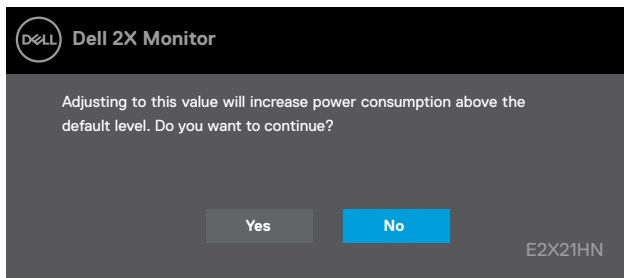 DELL
Dell 2X Monitor
Adjusting to this value will increase power consumption above the
default level. Do you want to continue?
Yes No
E2X21HN